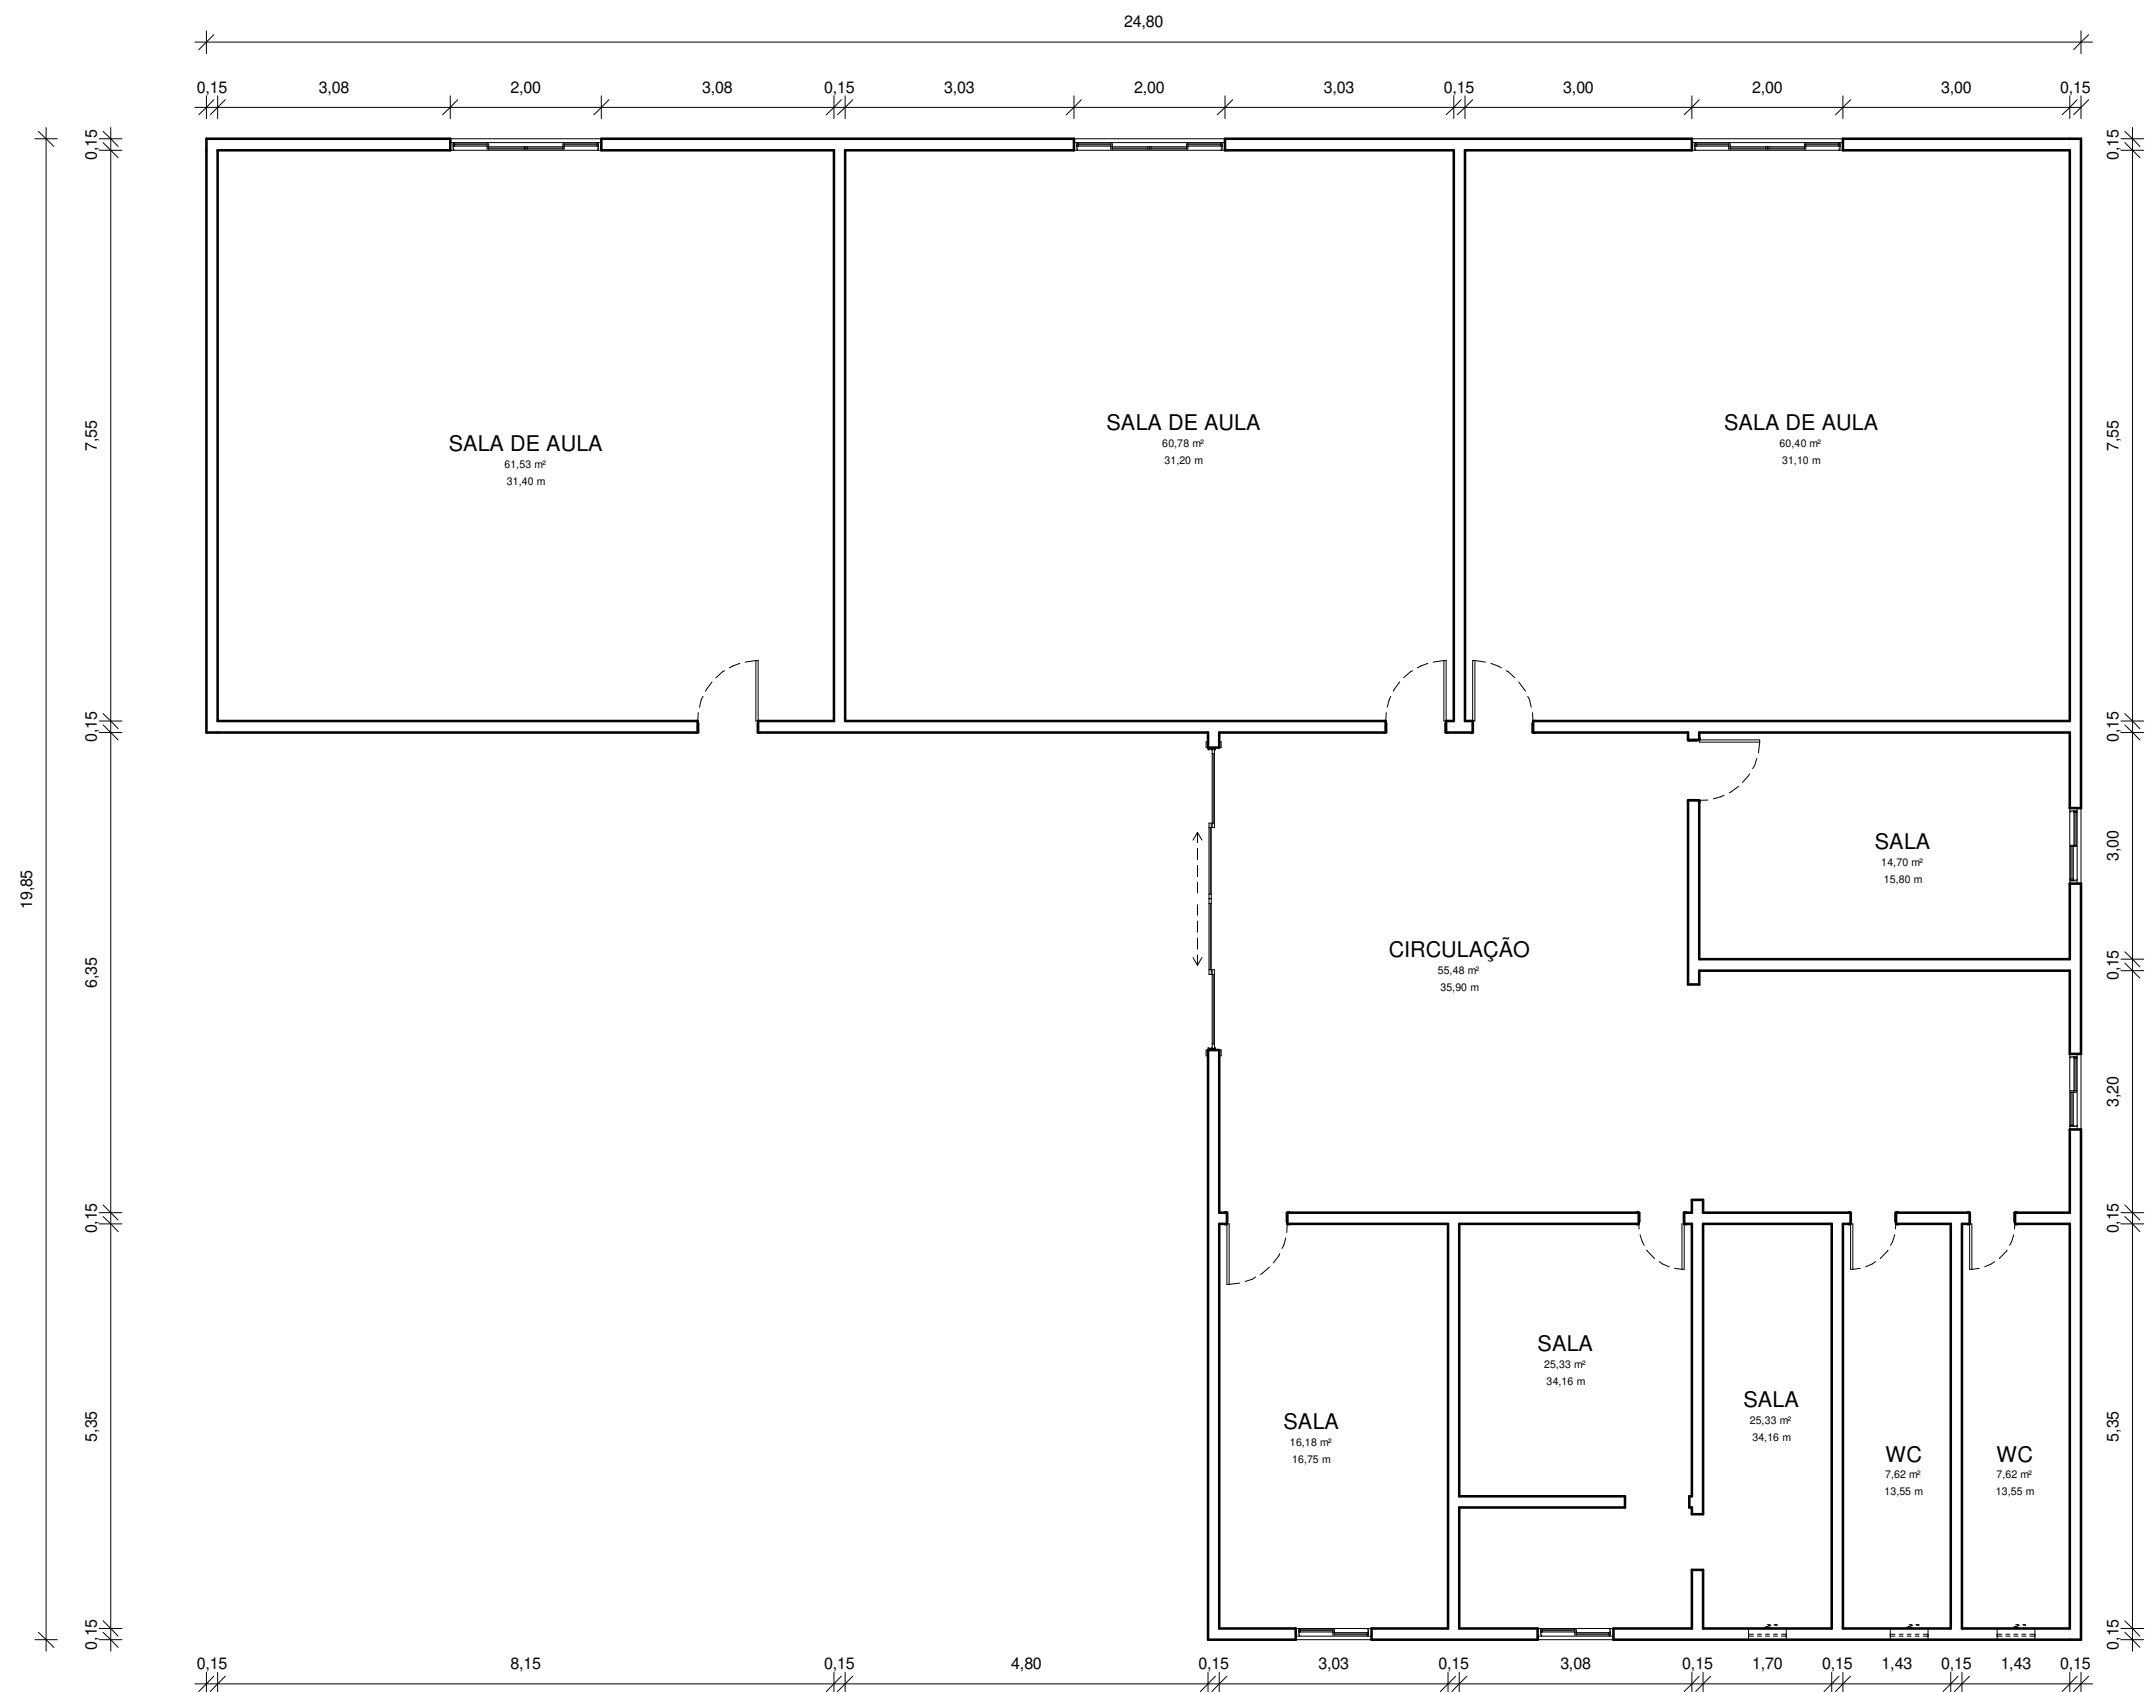 24,80
0,15 3,08 2,00 3,08 0,15 3,03 2,00 3,03 0,15 3,00 2,00 3,00 0,15
0,15
0,15
7,55
7,55
SALA DE AULA
61,53 m²
31,40 m
SALA DE AULA
60,78 m²
31,20 m
SALA DE AULA
60,40 m²
31,10 m
0,15
0,15
19,85
6,35
3,00
SALA
14,70 m²
15,80 m
CIRCULAÇÃO
55,48 m²
35,90 m
0,15
3,20
0,15
0,15
5,35
5,35
SALA
16,18 m²
16,75 m
SALA
25,33 m²
34,16 m
SALA
25,33 m²
34,16 m
WC
7,62 m²
13,55 m
WC
7,62 m²
13,55 m
0,15
0,15
0,15 8,15 0,15 4,80 0,15 3,03 0,15 3,08 0,15 1,70 0,15 1,43 0,15 1,43 0,15